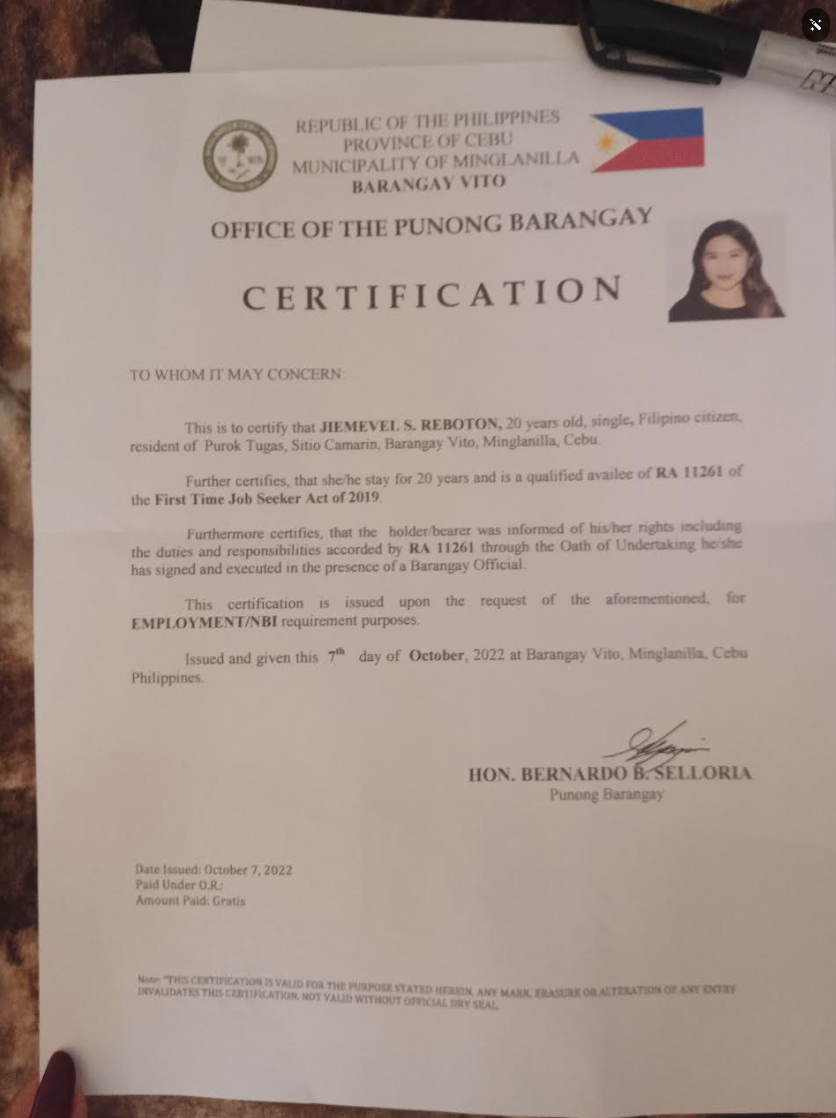 REPUBLIC OF THE PHILIPPINES
PROVINCE OF CEBU
MUNICIPALITY OF MINGLANILLA
BARANGAY VITO
OFFICE OF THE PUNONG BARANGAY
CERTIFICATION
TO WHOM IT MAY CONCERN:
This is to certify that JIEMEVEL S. REBOTON, 20 years old, single, Filipino citizen,
resident of Purok Tugas, Sitio Camarin, Barangay Vito, Minglanilla, Cebu.
Further certifies, that she/he stay for 20 years and is a qualified availee of RA 11261 of
the First Time Job Seeker Act of 2019.
Furthermore certifies, that the holder/bearer was informed of his/her rights including
the duties and responsibilities accorded by RA 11261 through the Oath of Undertaking he/she
has signed and executed in the presence of a Barangay Official.
This certification is issued upon the request of the aforementioned, for
EMPLOYMENT/NBI requirement purposes.
Issued and given this 7th day of October, 2022 at Barangay Vito, Minglanilla, Cebu
Philippines.
HON. BERNARDO B. SELLORIA
Punong Barangay
Date Issued: October 7, 2022
Paid Under O.R.:
Amount Paid: Gratis
Note: "THIS CERTIFICATION IS VALID FOR THE PURPOSE STATED HEREIN. ANY MARK, ERASURE OR ALTERATION OF ANY ENTRY
INVALIDATES THIS CERTIFICATION. NOT VALID WITHOUT OFFICIAL DRY SEAL.